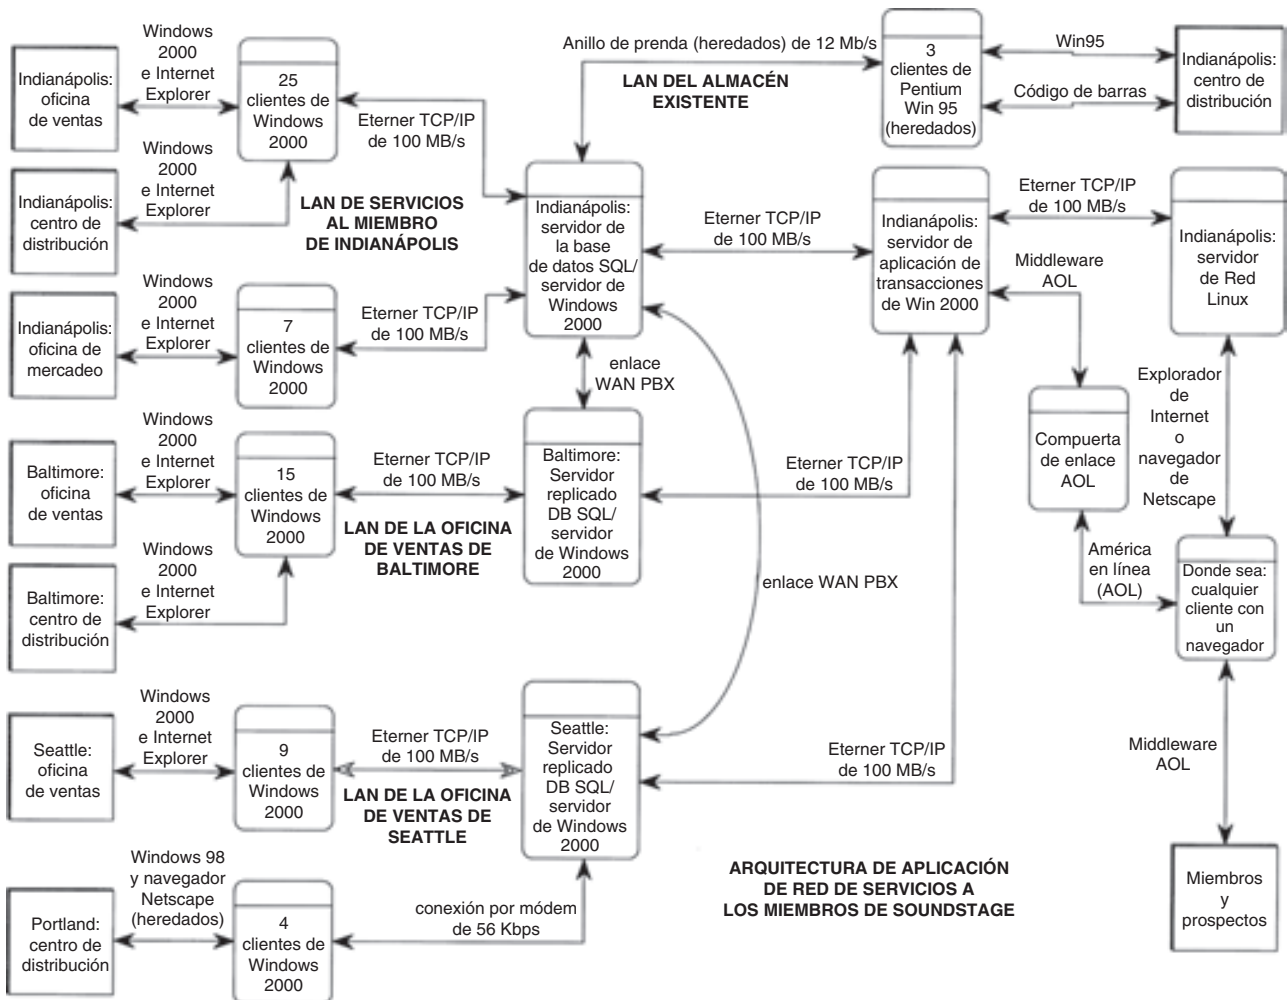 Windows
2000
e Internet
Explorer
Indianápolis:
oficina
de ventas
25
clientes de
Windows
2000
Windows
2000
e Internet
Explorer
Indianápolis:
centro de
distribución
Eterner TCP/IP
de 100 MB/s
LAN DE SERVICIOS
AL MIEMBRO
DE INDIANÁPOLIS
Anillo de prenda (heredados) de 12 Mb/s
LAN DEL ALMACÉN
EXISTENTE
3
clientes de
Pentium
Win 95
(heredados)
Win95
Código de barras
Indianápolis:
centro de
distribución
Indianápolis:
servidor de
la base
de datos SQL/
servidor de
Windows
2000
Eterner TCP/IP
de 100 MB/s
Indianápolis:
servidor de
aplicación de
transacciones
de Win 2000
Eterner TCP/IP
de 100 MB/s
Indianápolis:
servidor
de Red
Linux
Middleware
AOL
Windows
2000
e Internet
Explorer
Indianápolis:
oficina de
mercadeo
7
clientes de
Windows
2000
Eterner TCP/IP
de 100 MB/s
enlace
WAN PBX
Explorador
de
Internet
o
navegador
de
Netscape
Compuerta
de enlace
AOL
Windows
2000
e Internet
Explorer
Baltimore:
oficina
de ventas
15
clientes de
Windows
2000
Eterner TCP/IP
de 100 MB/s
LAN DE LA OFICINA
DE VENTAS DE
BALTIMORE
Baltimore:
Servidor
replicado
DB SQL/
servidor
de Windows
2000
Eterner TCP/IP
de 100 MB/s
Windows
2000
e Internet
Explorer
Baltimore:
centro de
distribución
enlace WAN PBX
América
en línea
(AOL)
Donde sea:
cualquier
cliente con
un
navegador
Windows
2000
e Internet
Explorer
Seattle:
oficina
de ventas
9
clientes de
Windows
2000
Eterner TCP/IP
de 100 MB/s
LAN DE LA OFICINA
DE VENTAS DE
SEATTLE
Seattle:
Servidor
replicado
DB SQL/
servidor
de Windows
2000
Eterner TCP/IP
de 100 MB/s
Middleware
AOL
Windows 98
y navegador
Netscape
(heredados)
Portland:
centro de
distribución
4
clientes de
Windows
2000
conexión por módem
de 56 Kbps
ARQUITECTURA DE APLICACIÓN
DE RED DE SERVICIOS A
LOS MIEMBROS DE SOUNDSTAGE
Miembros
y
prospectos